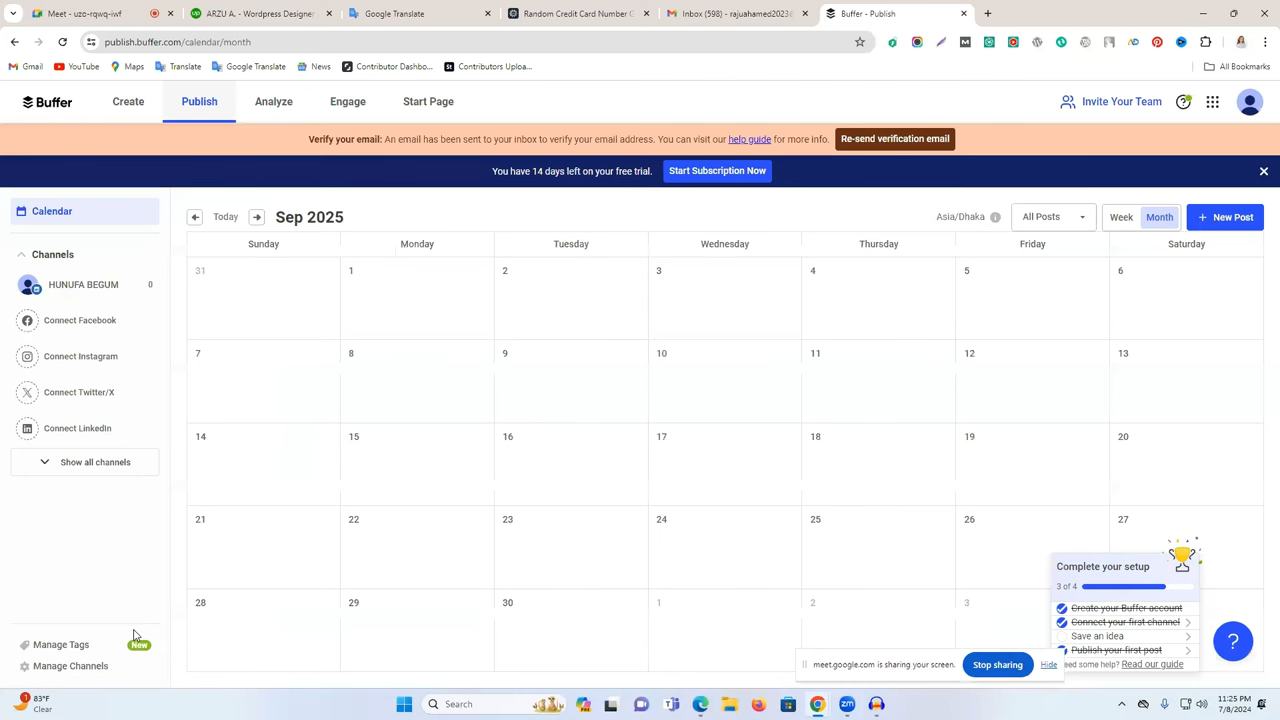 Meet - uzc-rqwq-iwf
ARZU A. - Wordpress Designer
Google Translate
Random Credit Card Number G
Inbox (598) - rajuahamed2023@
Buffer - Publish
publish.buffer.com/calendar/month
Gmail
YouTube
Maps
Translate
Google Translate
News
Contributor Dashbo...
Contributors Uploa...
All Bookmarks
Buffer
Create
Publish
Analyze
Engage
Start Page
Invite Your Team
Verify your email: An email has been sent to your inbox to verify your email address. You can visit our help guide for more info.
Re-send verification email
You have 14 days left on your free trial.
Start Subscription Now
Calendar
Today
Sep 2025
Asia/Dhaka
All Posts
Week
Month
+ New Post
Sunday Monday Tuesday Wednesday Thursday Friday Saturday
Channels
HUNUFA BEGUM 0
Connect Facebook
Connect Instagram
Connect Twitter/X
Connect LinkedIn
Show all channels
31 1 2 3 4 5 6
7 8 9 10 11 12 13
14 15 16 17 18 19 20
21 22 23 24 25 26 27
28 29 30 1 2 3
Complete your setup
3 of 4
Create your Buffer account
Connect your first channel
Save an idea
Publish your first post
eed some help? Read our guide
?
Manage Tags
New
Manage Channels
meet.google.com is sharing your screen.
Stop sharing
Hide
83°F
Clear
Search
zm
11:25 PM
7/8/2024